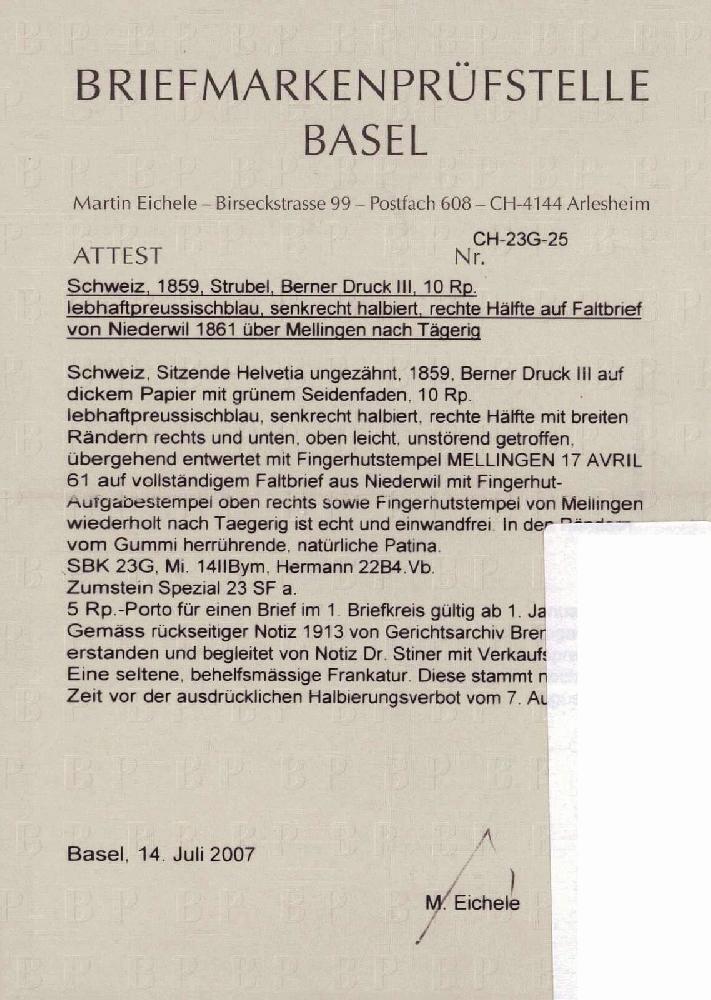 BRIEFMARKENPRÜFSTELLE
BASEL
Martin Eichele – Birseckstrasse 99 – Postfach 608 – CH-4144 Arlesheim
ATTEST Nr. CH-23G-25
Schweiz, 1859, Strubel, Berner Druck III, 10 Rp.
lebhaftpreussischblau, senkrecht halbiert, rechte Hälfte auf Faltbrief
von Niederwil 1861 über Mellingen nach Tägerig
Schweiz, Sitzende Helvetia ungezähnt, 1859, Berner Druck III auf
dickem Papier mit grünem Seidenfaden, 10 Rp.
lebhaftpreussischblau, senkrecht halbiert, rechte Hälfte mit breiten
Rändern rechts und unten, oben leicht, unstörend getroffen,
übergehend entwertet mit Fingerhutstempel MELLINGEN 17 AVRIL
61 auf vollständigem Faltbrief aus Niederwil mit Fingerhut-
Aufgabestempel oben rechts sowie Fingerhutstempel von Mellingen
wiederholt nach Taegerig ist echt und einwandfrei. In den Rändern
vom Gummi herrührende, natürliche Patina.
SBK 23G, Mi. 14IIBym, Hermann 22B4.Vb.
Zumstein Spezial 23 SF a.
5 Rp.-Porto für einen Brief im 1. Briefkreis gültig ab 1.
Gemäss rückseitiger Notiz 1913 von Gerichtsarchiv
erstanden und begleitet von Notiz Dr. Stiner mit
Eine seltene, behelfsmässige Frankatur. Diese stammt
Zeit vor der ausdrücklichen Halbierungsverbot vom 7.
Basel, 14. Juli 2007
M. Eichele